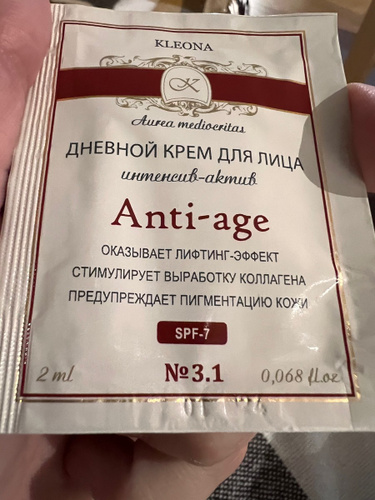 KLEONA
K
Aurea mediocritas
ДНЕВНОЙ КРЕМ ДЛЯ ЛИЦА
интенсив-актив
Anti-age
ОКАЗЫВАЕТ ЛИФТИНГ-ЭФФЕКТ
СТИМУЛИРУЕТ ВЫРАБОТКУ КОЛЛАГЕНА
ПРЕДУПРЕЖДАЕТ ПИГМЕНТАЦИЮ КОЖИ
SPF-7
2 ml №3.1 0,068 fl.oz